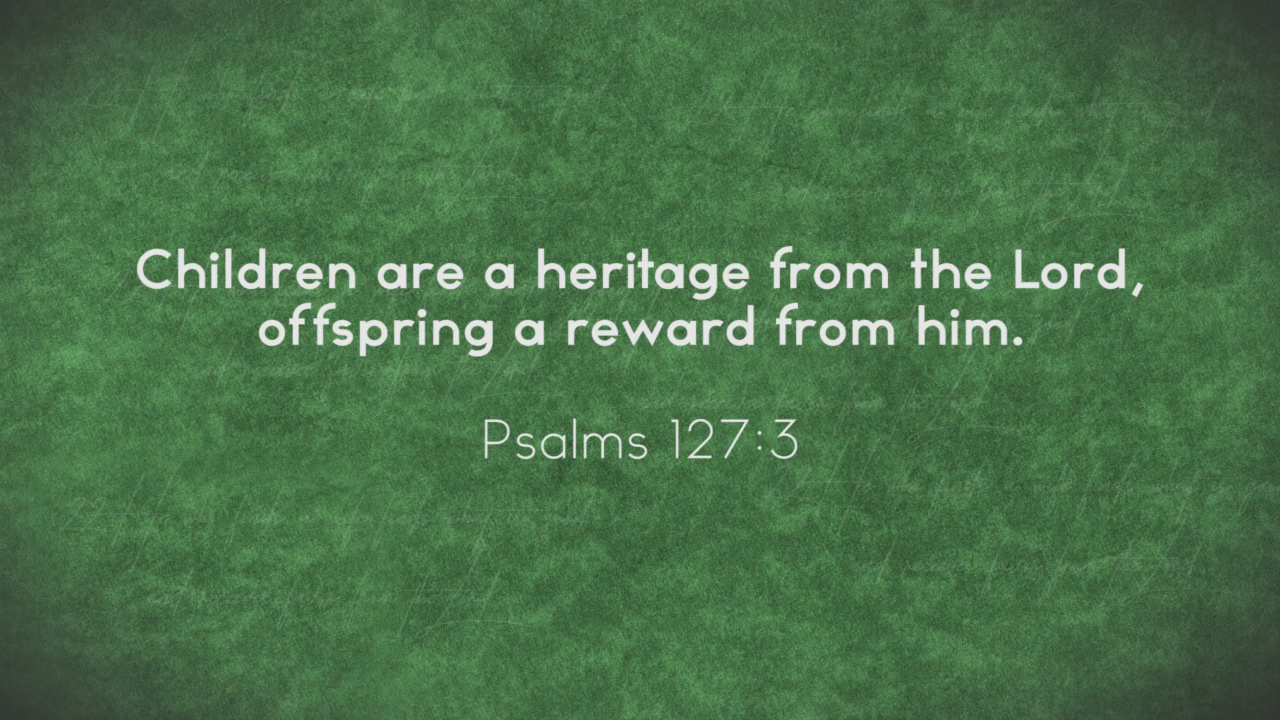 Children are a heritage from the Lord,
offspring a reward from him.
Psalms 127:3